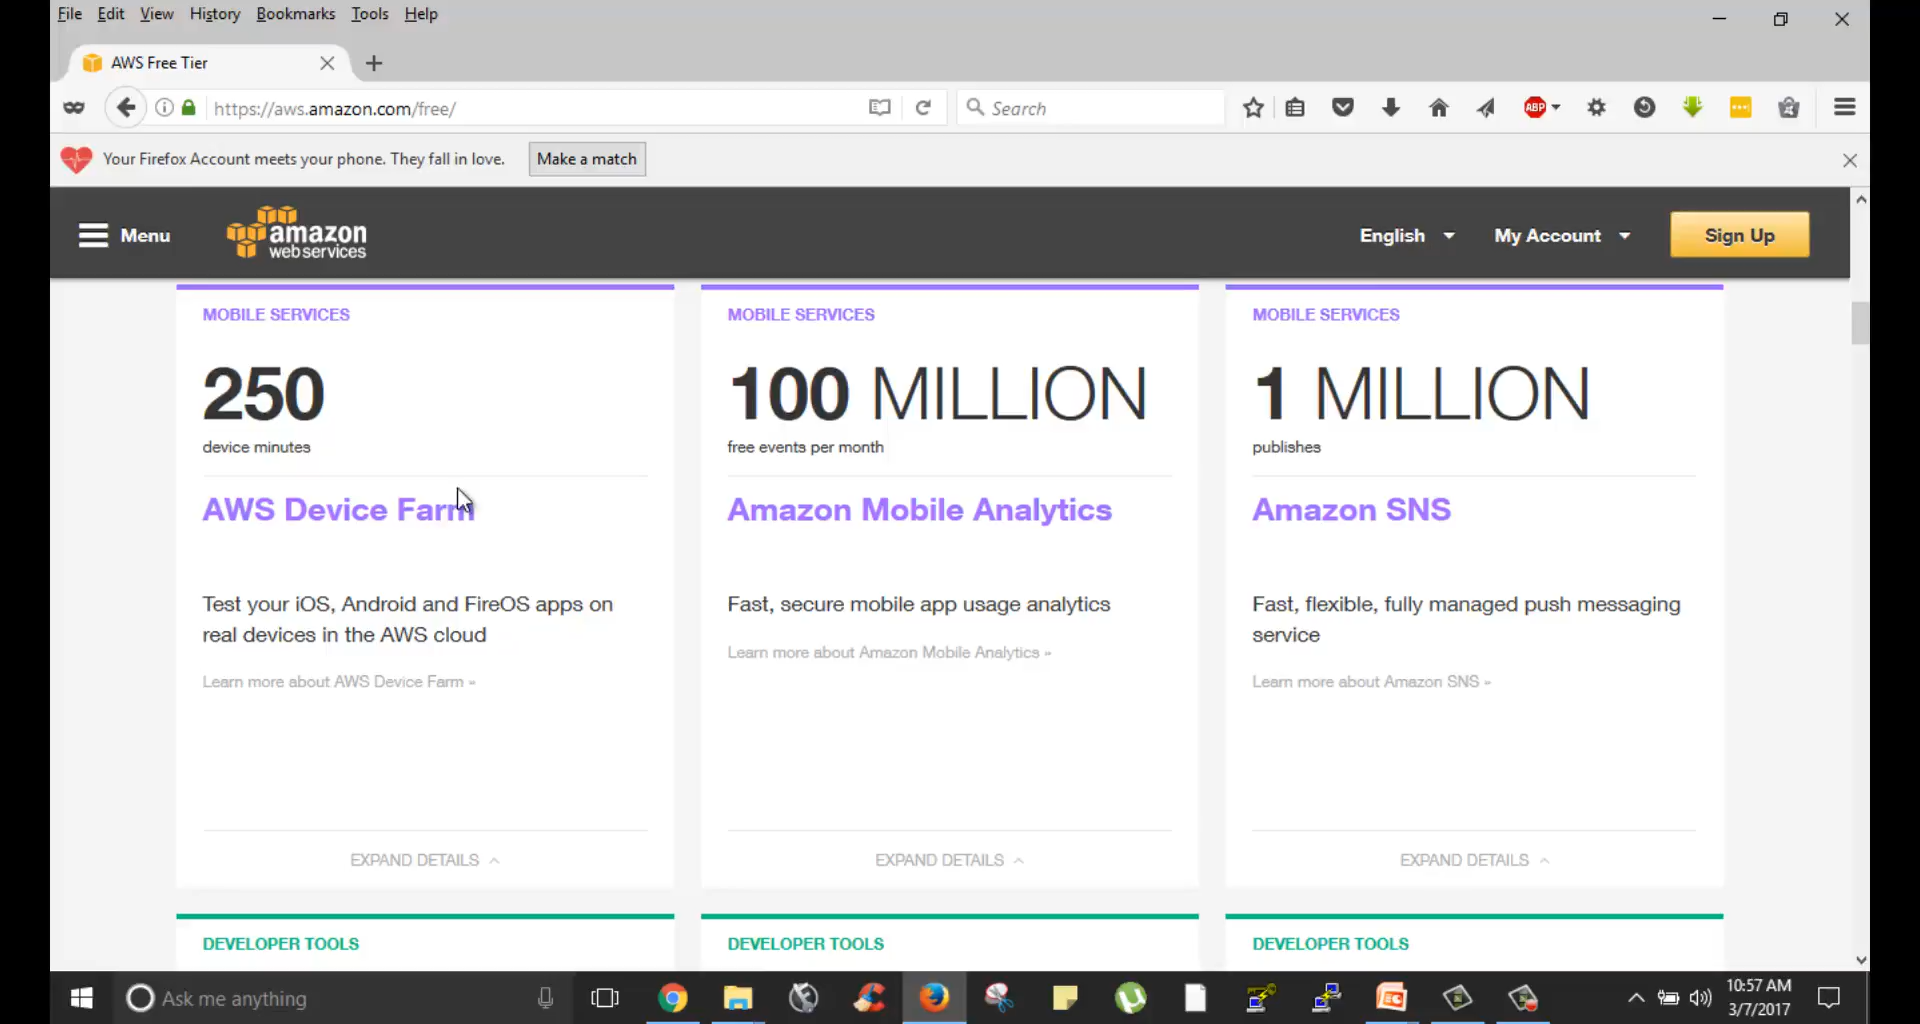 File Edit View History Bookmarks Tools Help
AWS Free Tier
https://aws.amazon.com/free/
Search
ABP
Your Firefox Account meets your phone. They fall in love.
Make a match
Menu
amazon
web services
English
My Account
Sign Up
MOBILE SERVICES
250
device minutes
AWS Device Farm
Test your iOS, Android and FireOS apps on
real devices in the AWS cloud
Learn more about AWS Device Farm »
EXPAND DETAILS
MOBILE SERVICES
100 MILLION
free events per month
Amazon Mobile Analytics
Fast, secure mobile app usage analytics
Learn more about Amazon Mobile Analytics »
EXPAND DETAILS
MOBILE SERVICES
1 MILLION
publishes
Amazon SNS
Fast, flexible, fully managed push messaging
service
Learn more about Amazon SNS »
EXPAND DETAILS
DEVELOPER TOOLS
DEVELOPER TOOLS
DEVELOPER TOOLS
Ask me anything
10:57 AM
3/7/2017